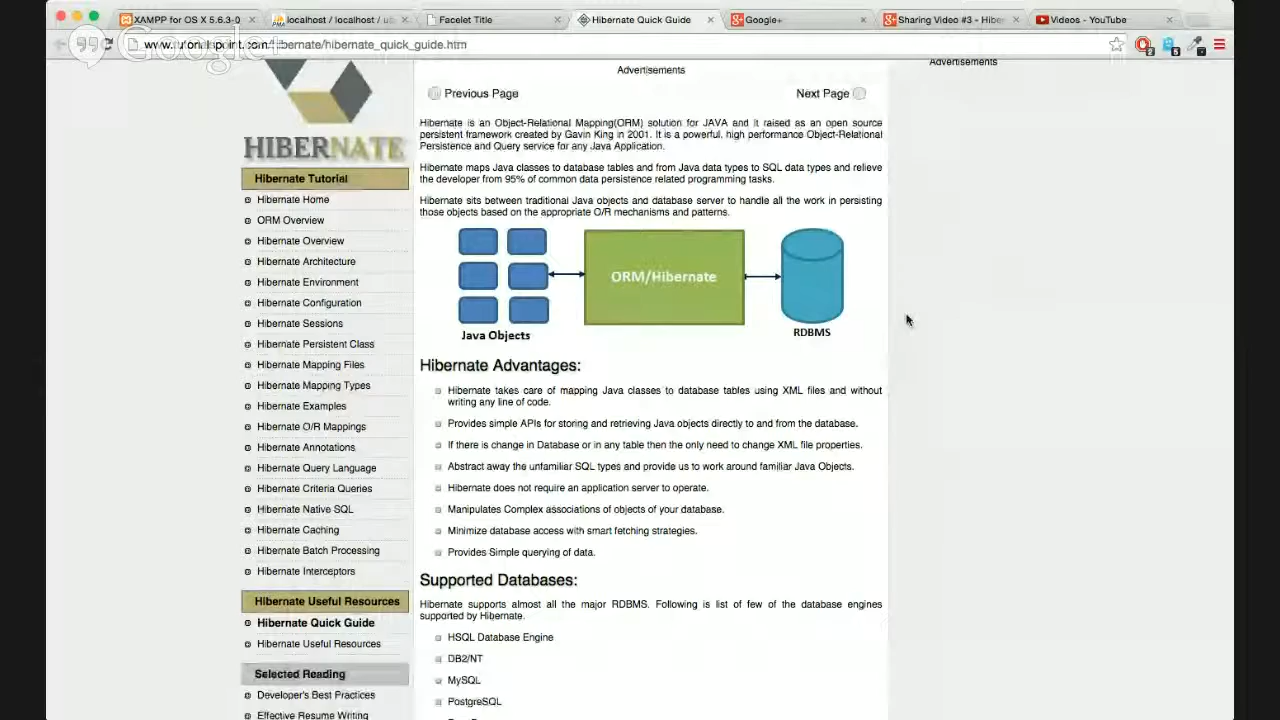 XAMPP for OS X 5.6.3-0
localhost / localhost / us
Facelet Title
Hibernate Quick Guide
Google+
Sharing Video #3 - Hiber
Videos - YouTube
Google+
/hibernate_quick_guide.htm
HIBERNATE
Hibernate Tutorial
Hibernate Home
ORM Overview
Hibernate Overview
Hibernate Architecture
Hibernate Environment
Hibernate Configuration
Hibernate Sessions
Hibernate Persistent Class
Hibernate Mapping Files
Hibernate Mapping Types
Hibernate Examples
Hibernate O/R Mappings
Hibernate Annotations
Hibernate Query Language
Hibernate Criteria Queries
Hibernate Native SQL
Hibernate Caching
Hibernate Batch Processing
Hibernate Interceptors
Hibernate Useful Resources
Hibernate Quick Guide
Hibernate Useful Resources
Selected Reading
Developer's Best Practices
Effective Resume Writing
Advertisements
Previous Page
Next Page
Hibernate is an Object-Relational Mapping(ORM) solution for JAVA and it raised as an open source
persistent framework created by Gavin King in 2001. It is a powerful, high performance Object-Relational
Persistence and Query service for any Java Application.
Hibernate maps Java classes to database tables and from Java data types to SQL data types and relieve
the developer from 95% of common data persistence related programming tasks.
Hibernate sits between traditional Java objects and database server to handle all the work in persisting
those objects based on the appropriate O/R mechanisms and patterns.
ORM/Hibernate
Java Objects
RDBMS
Hibernate Advantages:
Hibernate takes care of mapping Java classes to database tables using XML files and without
writing any line of code.
Provides simple APIs for storing and retrieving Java objects directly to and from the database.
If there is change in Database or in any table then the only need to change XML file properties.
Abstract away the unfamiliar SQL types and provide us to work around familiar Java Objects.
Hibernate does not require an application server to operate.
Manipulates Complex associations of objects of your database.
Minimize database access with smart fetching strategies.
Provides Simple querying of data.
Supported Databases:
Hibernate supports almost all the major RDBMS. Following is list of few of the database engines
supported by Hibernate.
HSQL Database Engine
DB2/NT
MySQL
PostgreSQL
Advertisements